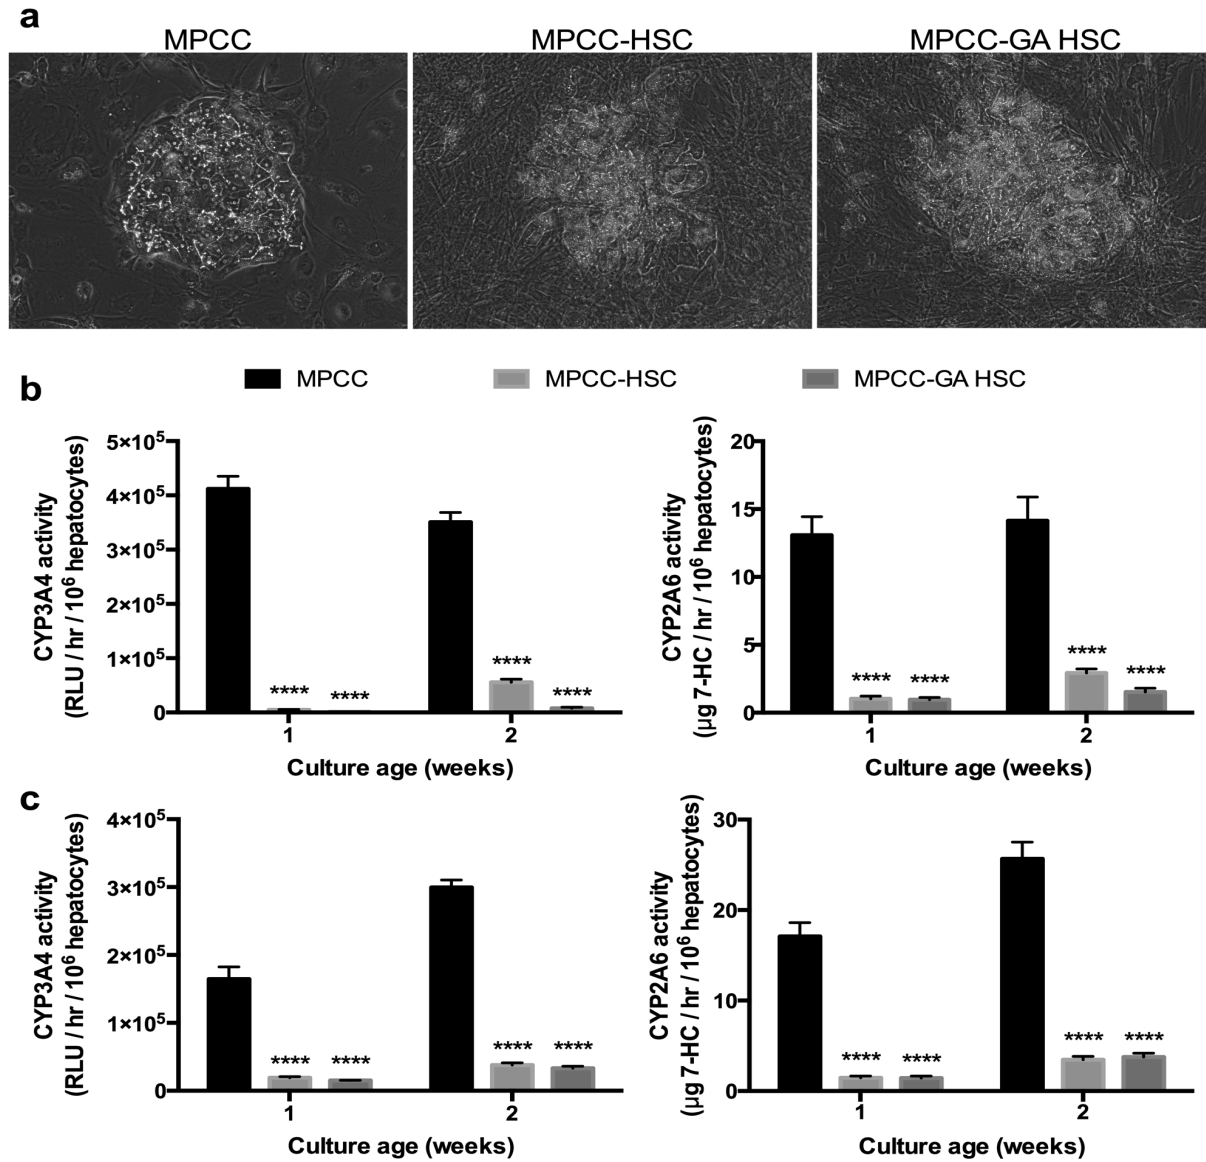 a
MPCC MPCC-HSC MPCC-GA HSC
b
MPCC MPCC-HSC MPCC-GA HSC
CYP3A4 activity
(RLU / hr / 10⁶ hepatocytes)
5×10⁵
4×10⁵
3×10⁵
2×10⁵
1×10⁵
0
**** ****
**** ****
1 2
Culture age (weeks)
CYP2A6 activity
(µg 7-HC / hr / 10⁶ hepatocytes)
20
15
10
5
0
**** ****
**** ****
1 2
Culture age (weeks)
c
CYP3A4 activity
(RLU / hr / 10⁶ hepatocytes)
4×10⁵
3×10⁵
2×10⁵
1×10⁵
0
**** ****
**** ****
1 2
Culture age (weeks)
CYP2A6 activity
(µg 7-HC / hr / 10⁶ hepatocytes)
30
20
10
0
**** ****
**** ****
1 2
Culture age (weeks)